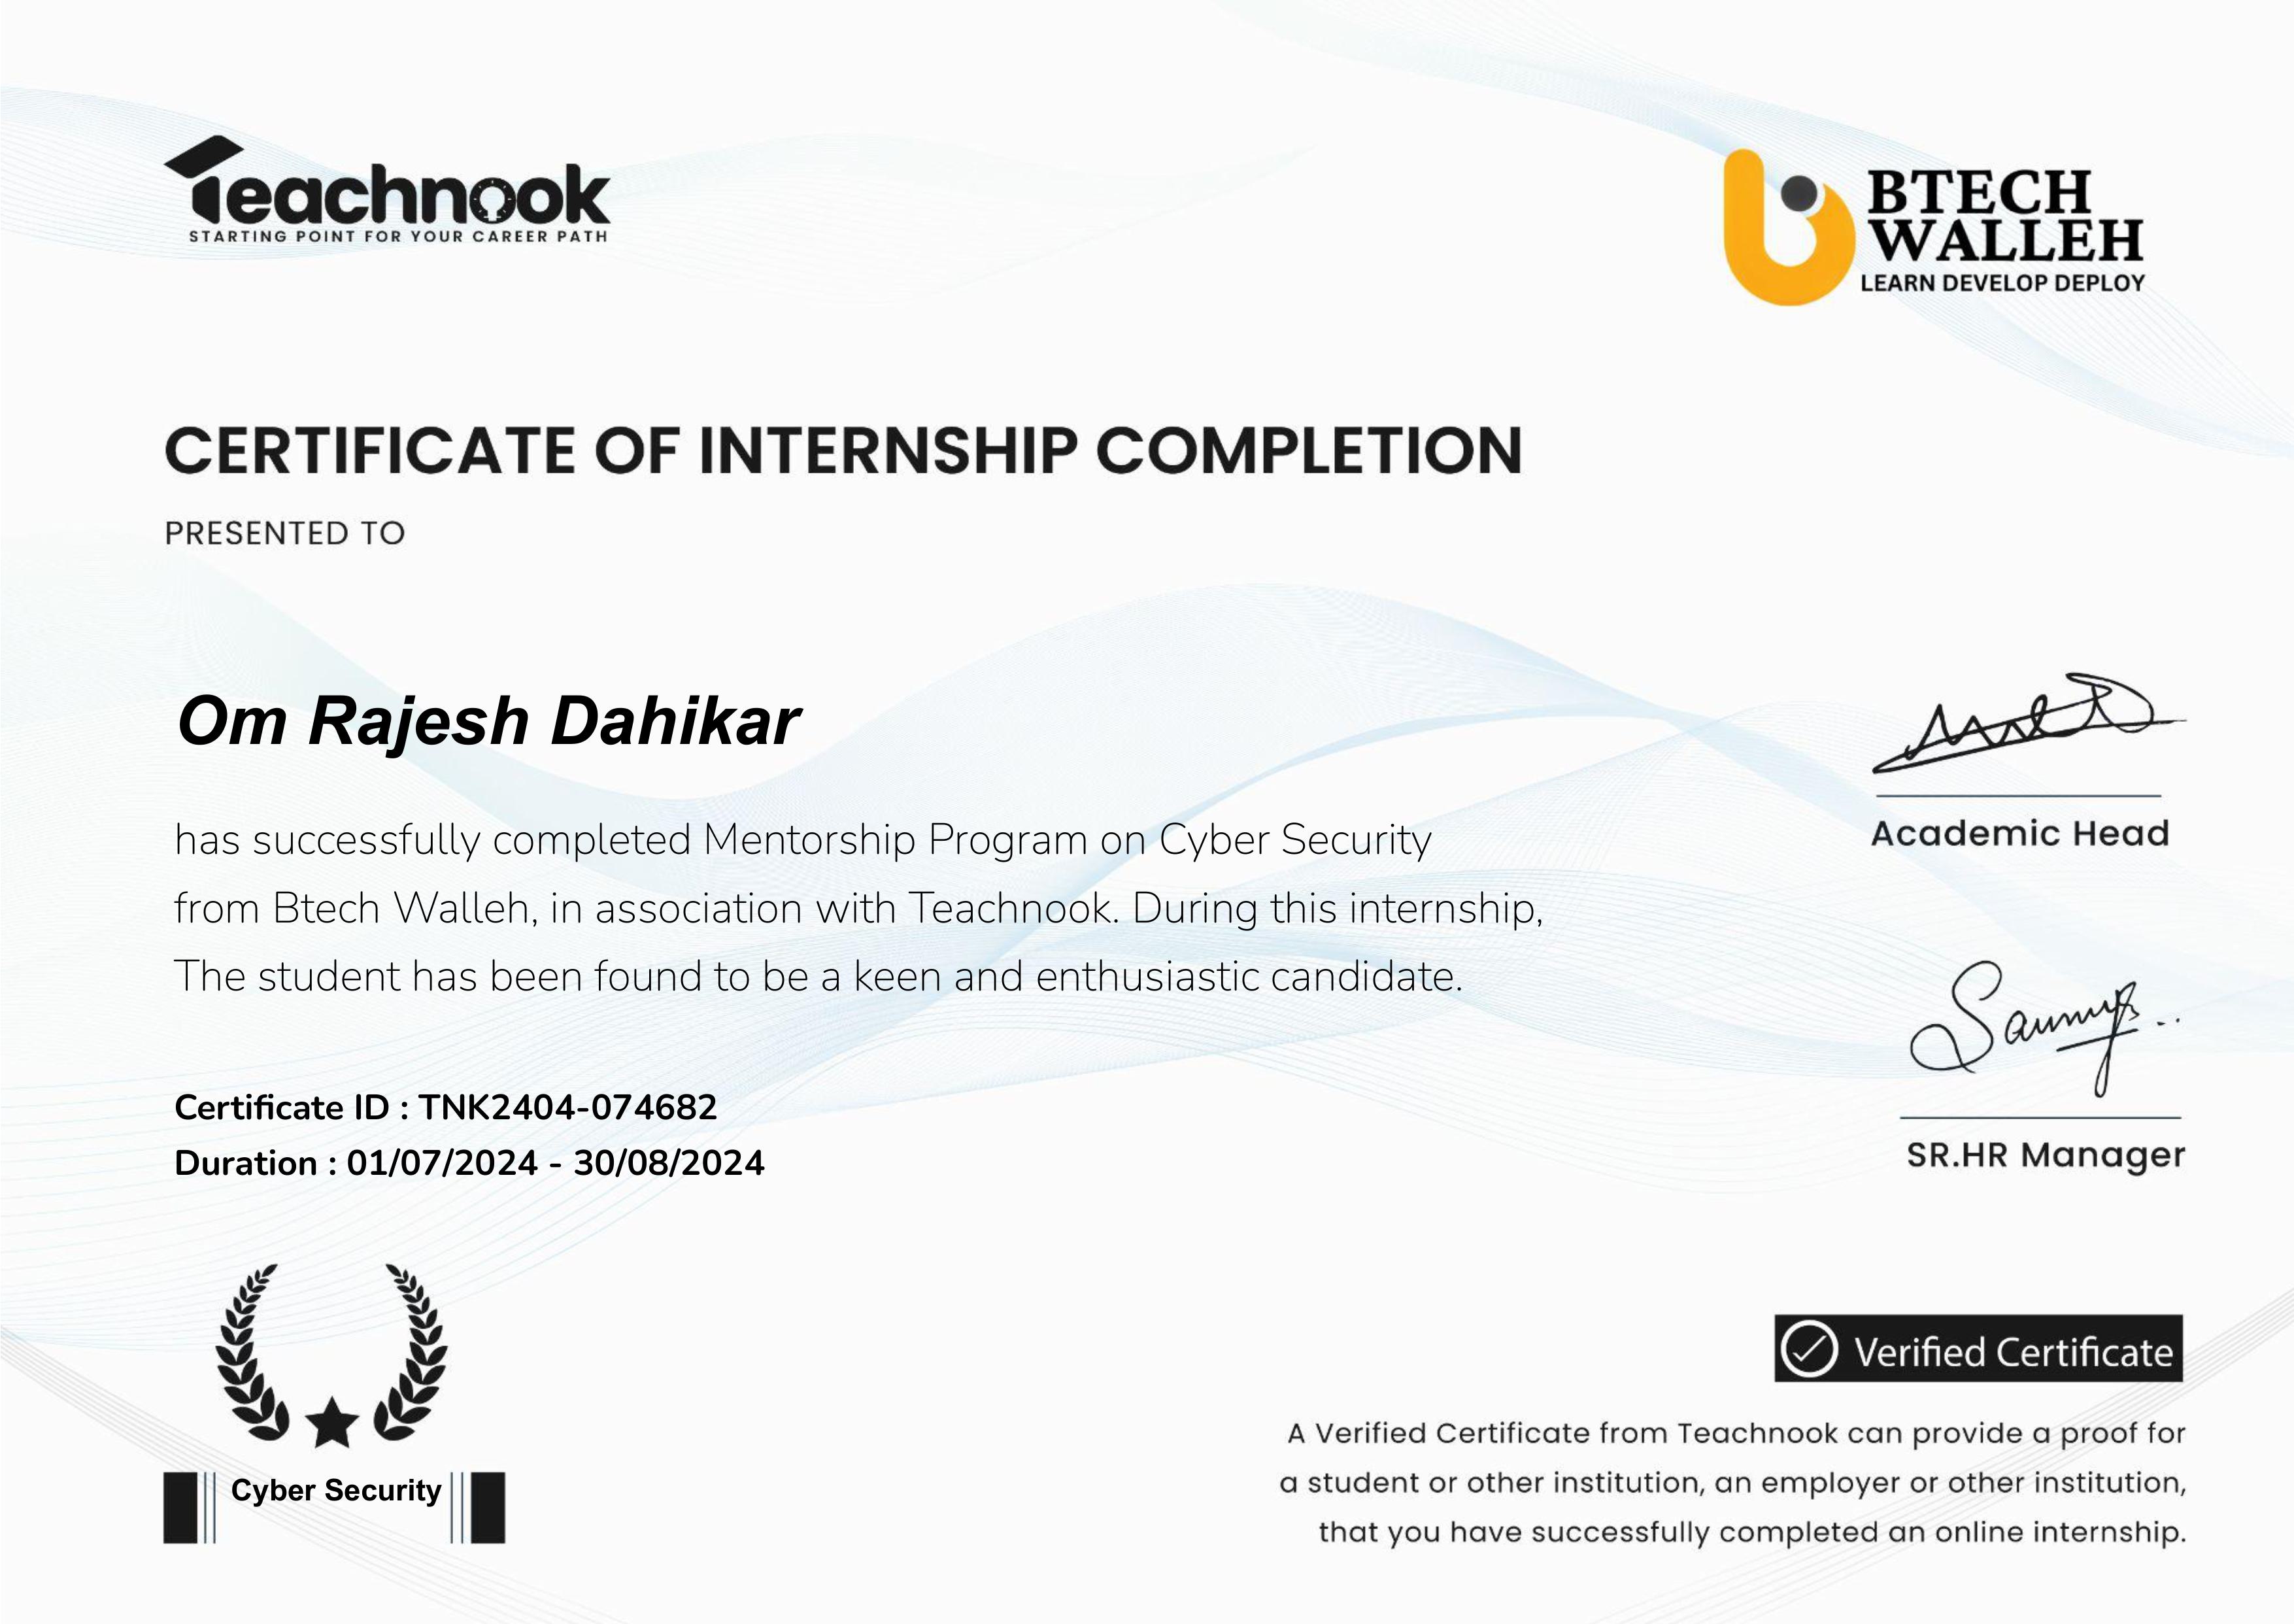 Teachnook
STARTING POINT FOR YOUR CAREER PATH
BTECH
WALLEH
LEARN DEVELOP DEPLOY
CERTIFICATE OF INTERNSHIP COMPLETION
PRESENTED TO
Om Rajesh Dahikar
has successfully completed Mentorship Program on Cyber Security
from Btech Walleh, in association with Teachnook. During this internship,
The student has been found to be a keen and enthusiastic candidate.
Academic Head
SR.HR Manager
Certificate ID : TNK2404-074682
Duration : 01/07/2024 - 30/08/2024
Cyber Security
Verified Certificate
A Verified Certificate from Teachnook can provide a proof for
a student or other institution, an employer or other institution,
that you have successfully completed an online internship.